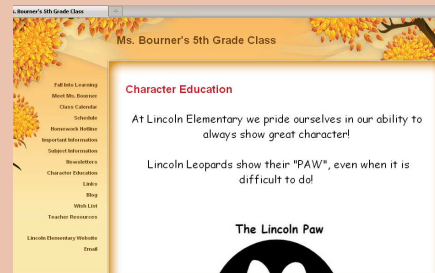 s. Bourner's 5th Grade Class
Ms. Bourner's 5th Grade Class
Fall Into Learning
Meet Ms. Bourner
Class Calendar
Schedule
Homework Hotline
Important Information
Subject Information
Newsletters
Character Education
Links
Blog
Wish List
Teacher Resources
Lincoln Elementary Website
Email
Character Education
At Lincoln Elementary we pride ourselves in our ability to
always show great character!
Lincoln Leopards show their "PAW", even when it is
difficult to do!
The Lincoln Paw